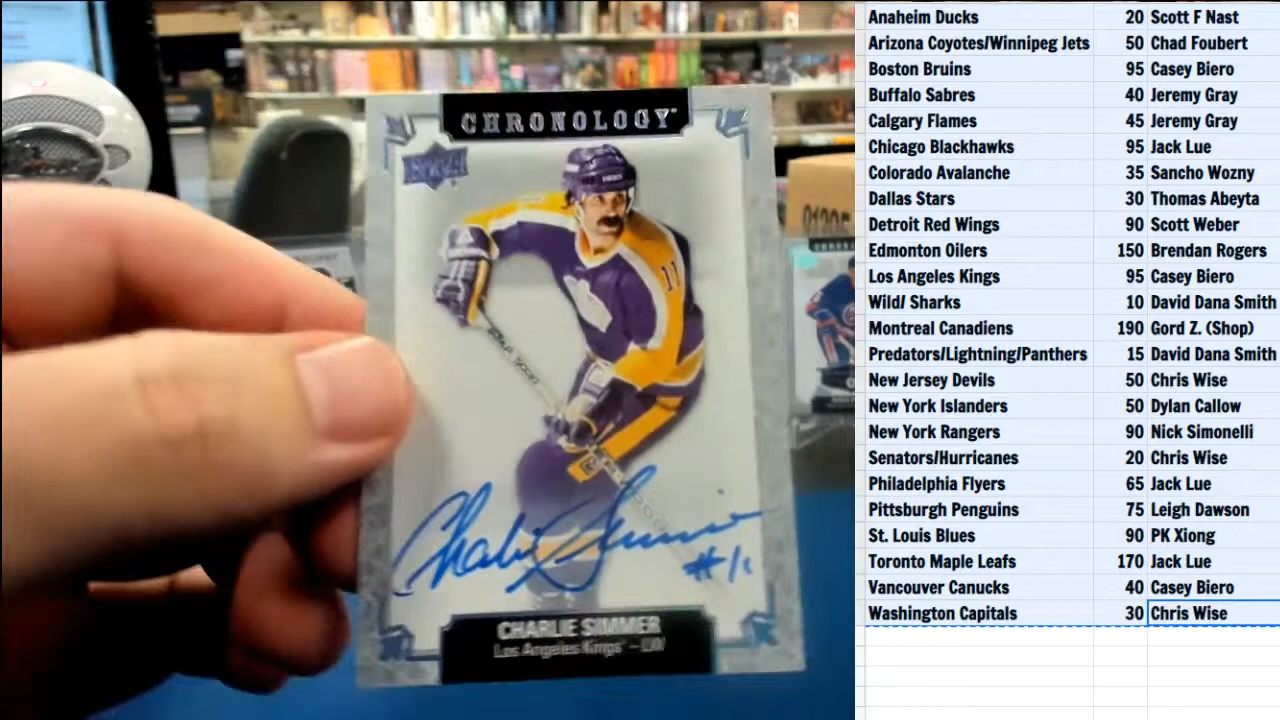 CHRONOLOGY
11
Charlie Simmer
#11
CHARLIE SIMMER
Los Angeles Kings - LW
Anaheim Ducks 20 Scott F Nast
Arizona Coyotes/Winnipeg Jets 50 Chad Foubert
Boston Bruins 95 Casey Biero
Buffalo Sabres 40 Jeremy Gray
Calgary Flames 45 Jeremy Gray
Chicago Blackhawks 95 Jack Lue
Colorado Avalanche 35 Sancho Wozny
Dallas Stars 30 Thomas Abeyta
Detroit Red Wings 90 Scott Weber
Edmonton Oilers 150 Brendan Rogers
Los Angeles Kings 95 Casey Biero
Wild/ Sharks 10 David Dana Smith
Montreal Canadiens 190 Gord Z. (Shop)
Predators/Lightning/Panthers 15 David Dana Smith
New Jersey Devils 50 Chris Wise
New York Islanders 50 Dylan Callow
New York Rangers 90 Nick Simonelli
Senators/Hurricanes 20 Chris Wise
Philadelphia Flyers 65 Jack Lue
Pittsburgh Penguins 75 Leigh Dawson
St. Louis Blues 90 PK Xiong
Toronto Maple Leafs 170 Jack Lue
Vancouver Canucks 40 Casey Biero
Washington Capitals 30 Chris Wise